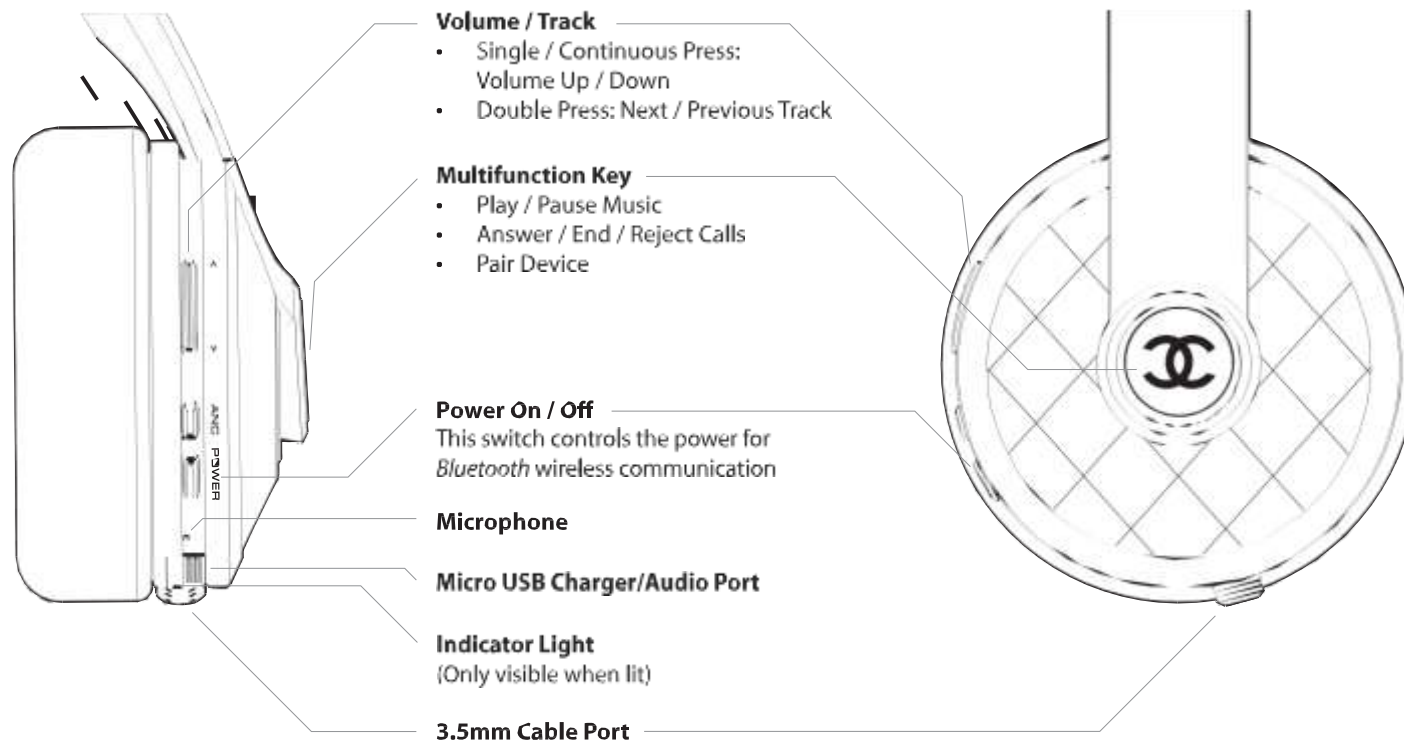 Volume / Track
• Single / Continuous Press:
Volume Up / Down
• Double Press: Next / Previous Track
Multifunction Key
• Play / Pause Music
• Answer / End / Reject Calls
• Pair Device
Power On / Off
This switch controls the power for
Bluetooth wireless communication
Microphone
Micro USB Charger/Audio Port
Indicator Light
(Only visible when lit)
3.5mm Cable Port
ANC
POWER